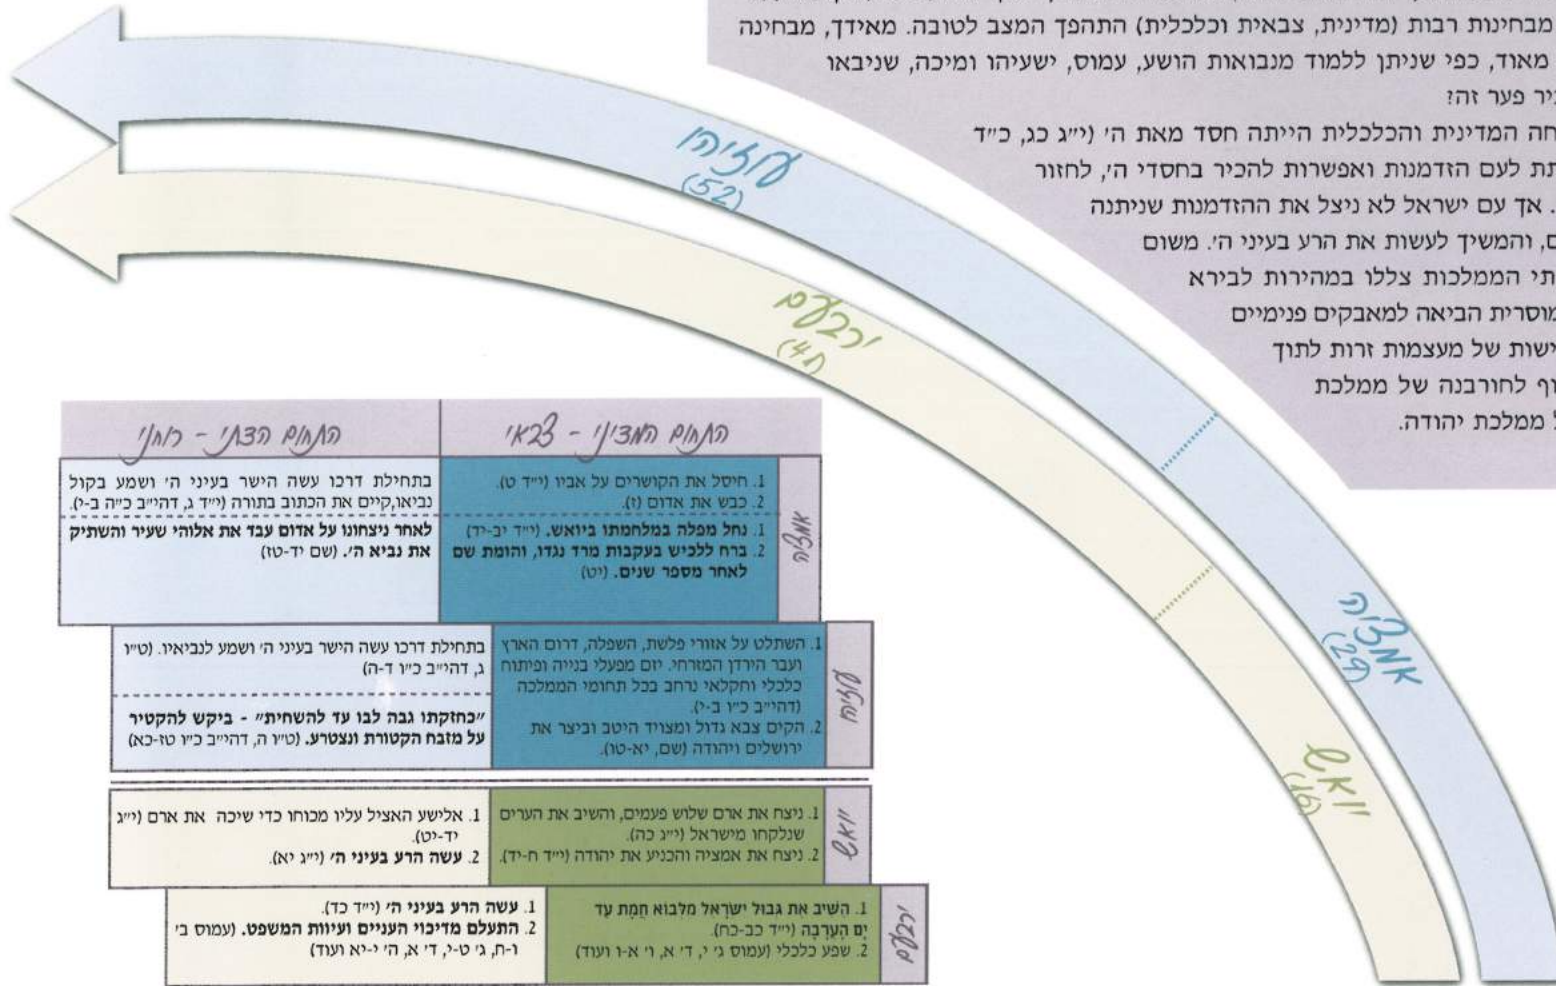 מבחינות רבות (מדינית, צבאית וכלכלית) התהפך המצב לטובה. מאידך, מבחינה
מאוד, כפי שניתן ללמוד מנבואות הושע, עמוס, ישעיהו ומיכה, שניבאו
יר פער זה?
חה המדינית והכלכלית הייתה חסד מאת ה' (י"ג כג, כ"ד
תת לעם הזדמנות ואפשרות להכיר בחסדי ה', לחזור
. אך עם ישראל לא ניצל את ההזדמנות שניתנה
ם, והמשיך לעשות את הרע בעיני ה'. משום
תי הממלכות צללו במהירות לבירא
מוסרית הביאה למאבקים פנימיים
ישות של מעצמות זרות לתוך
וף לחורבנה של ממלכת
ל ממלכת יהודה.
עוזיהו
(52)
ירבעם
(41)
אמציה
(29)
יואש
(16)
התחום המדיני - צבאי
התחום הדתי - רוחני
אמציה
1. חיסל את הקושרים על אביו (י"ד ט).
2. כבש את אדום (ז).
1. נחל מפלה במלחמתו ביואש. (י"ד יב-יד)
2. ברח ללכיש בעקבות מרד נגדו, והומת שם
לאחר מספר שנים. (יט)
בתחילת דרכו עשה הישר בעיני ה' ושמע בקול
נביאו,קיים את הכתוב בתורה (י"ד ג, דהי"ב כ"ה ב-י).
לאחר ניצחונו על אדום עבד את אלוהי שעיר והשתיק
את נביא ה'. (שם יד-טז)
עוזיהו
1. השתלט על אזורי פלשת, השפלה, דרום הארץ
ועבר הירדן המזרחי. יזם מפעלי בנייה ופיתוח
כלכלי וחקלאי נרחב בכל תחומי הממלכה
(דהי"ב כ"ו ב-י).
2. הקים צבא גדול ומצויד היטב וביצר את
ירושלים ויהודה (שם, יא-טו).
בתחילת דרכו עשה הישר בעיני ה' ושמע לנביאיו. (ט"ו
ג, דהי"ב כ"ו ד-ה)
"כחזקתו גבה לבו עד להשחית" - ביקש להקטיר
על מזבח הקטורת ונצטרע. (ט"ו ה, דהי"ב כ"ו טז-כא)
יואש
1. ניצח את ארם שלוש פעמים, והשיב את הערים
שנלקחו מישראל (י"ג כה).
2. ניצח את אמציה והכניע את יהודה (י"ד ח-יד).
1. אלישע האציל עליו מכוחו כדי שיכה את ארם (י"ג
יד-יט).
2. עשה הרע בעיני ה' (י"ג יא).
ירבעם
1. השיב את גבול ישראל מלבוא חמת עד
ים הערבה (י"ד כב-כח).
2. שפע כלכלי (עמוס ג' י, ד' א, ו' א-ו ועוד)
1. עשה הרע בעיני ה' (י"ד כד).
2. התעלם מדיכוי העניים ועיוות המשפט. (עמוס ב'
ו-ח, ג' ט-י, ד' א, ה' י-יא ועוד)